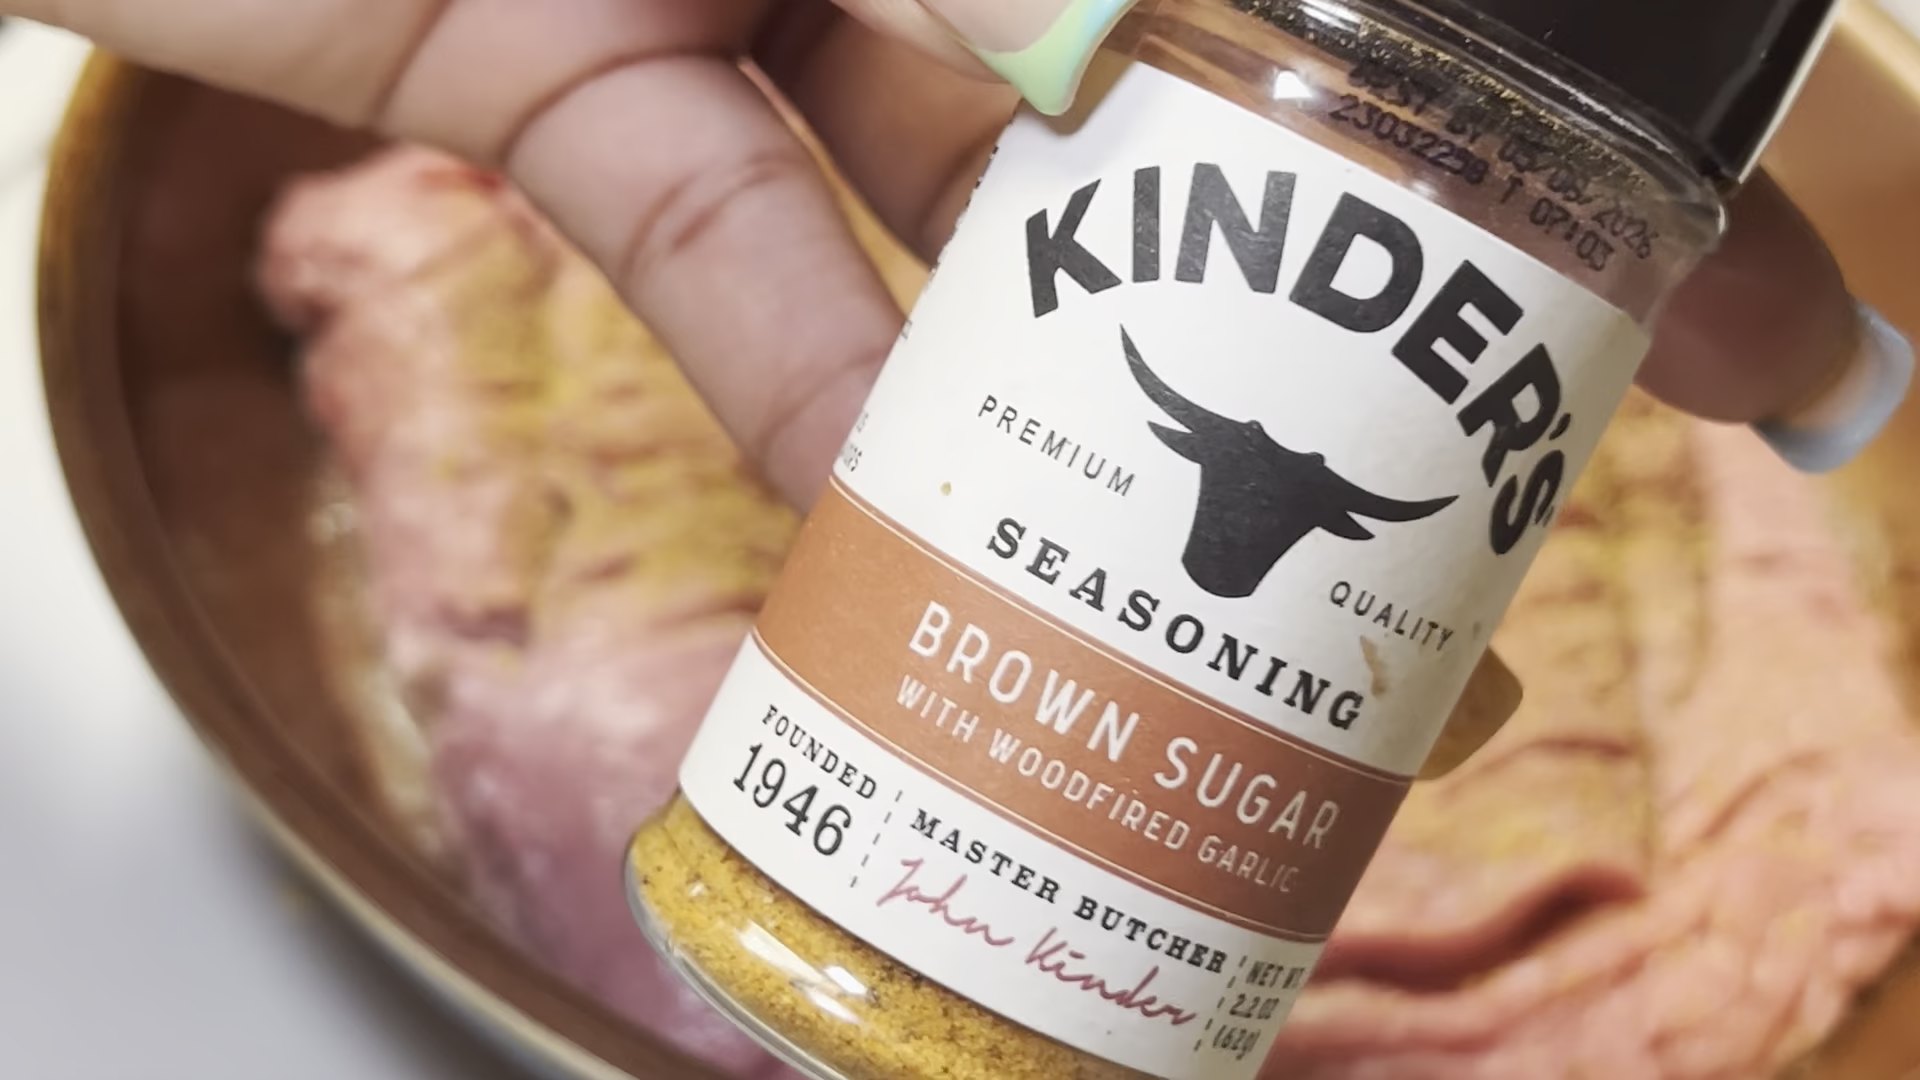 BEST BY 05/05/2026
23032238 T 07:03
KINDER'S
PREMIUM
QUALITY
SEASONING
BROWN SUGAR
WITH WOODFIRED GARLIC
FOUNDED
1946
MASTER BUTCHER
John Kinder
NET WT.
2.2 OZ
(62g)